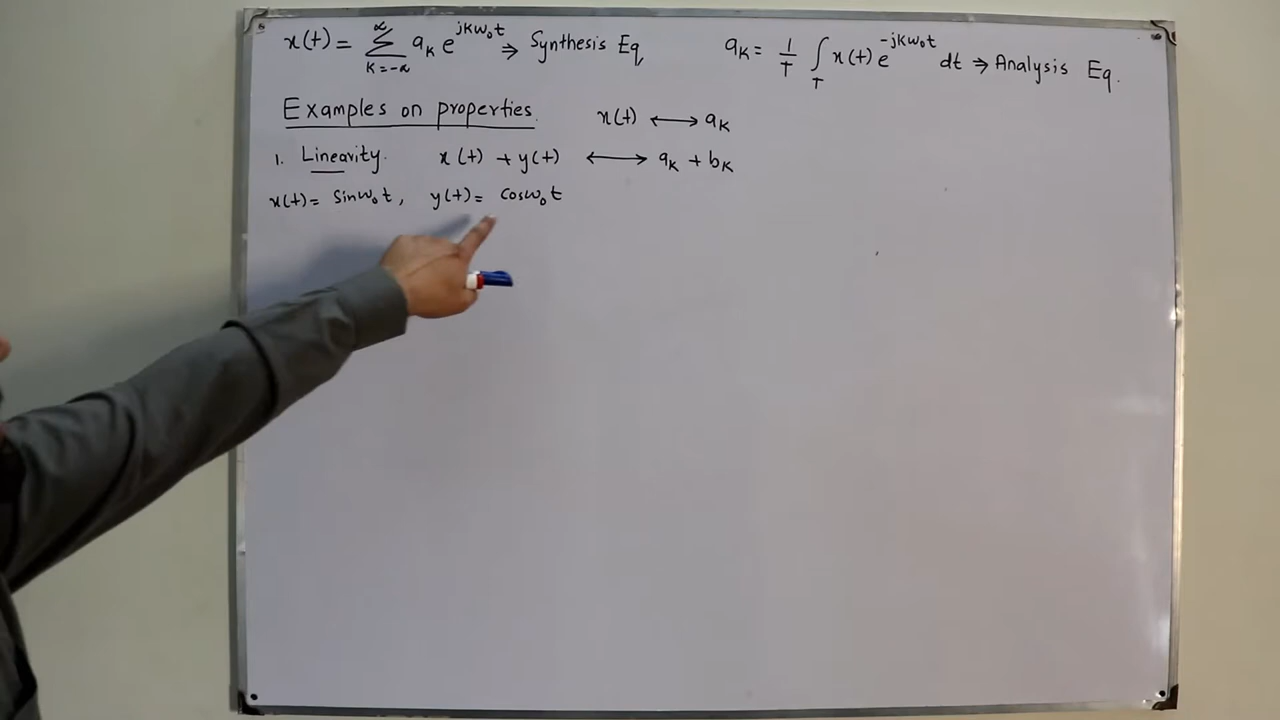 x(t) = ∑_{K=-∞}^{∞} a_K e^{jKω₀t} ⇒ Synthesis Eq, a_K = 1/T ∫_T x(t) e^{-jKω₀t} dt ⇒ Analysis Eq.
Examples on properties. x(t) ⟷ a_K
1. Linearity. x(t) + y(t) ⟷ a_K + b_K
x(t) = Sinω₀t, y(t) = Cosω₀t